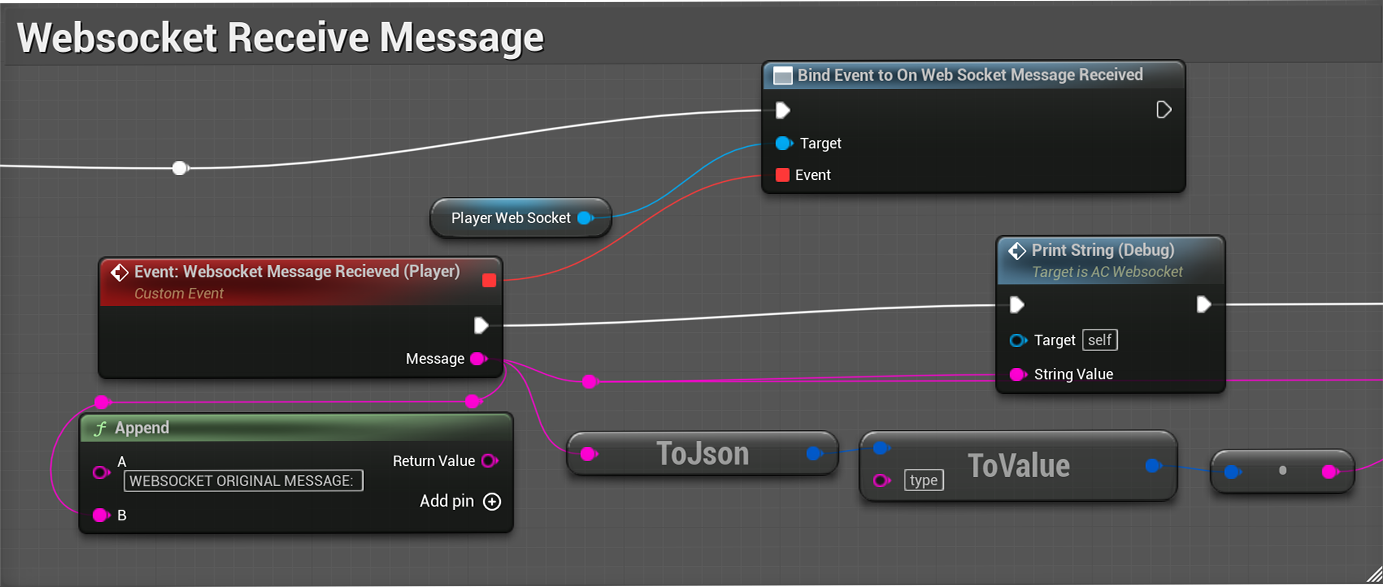 Websocket Receive Message
Bind Event to On Web Socket Message Received
Target
Event
Player Web Socket
Event: Websocket Message Recieved (Player)
Custom Event
Message
Print String (Debug)
Target is AC Websocket
Target self
String Value
f Append
A
WEBSOCKET ORIGINAL MESSAGE:
Return Value
Add pin
B
ToJson
ToValue
type